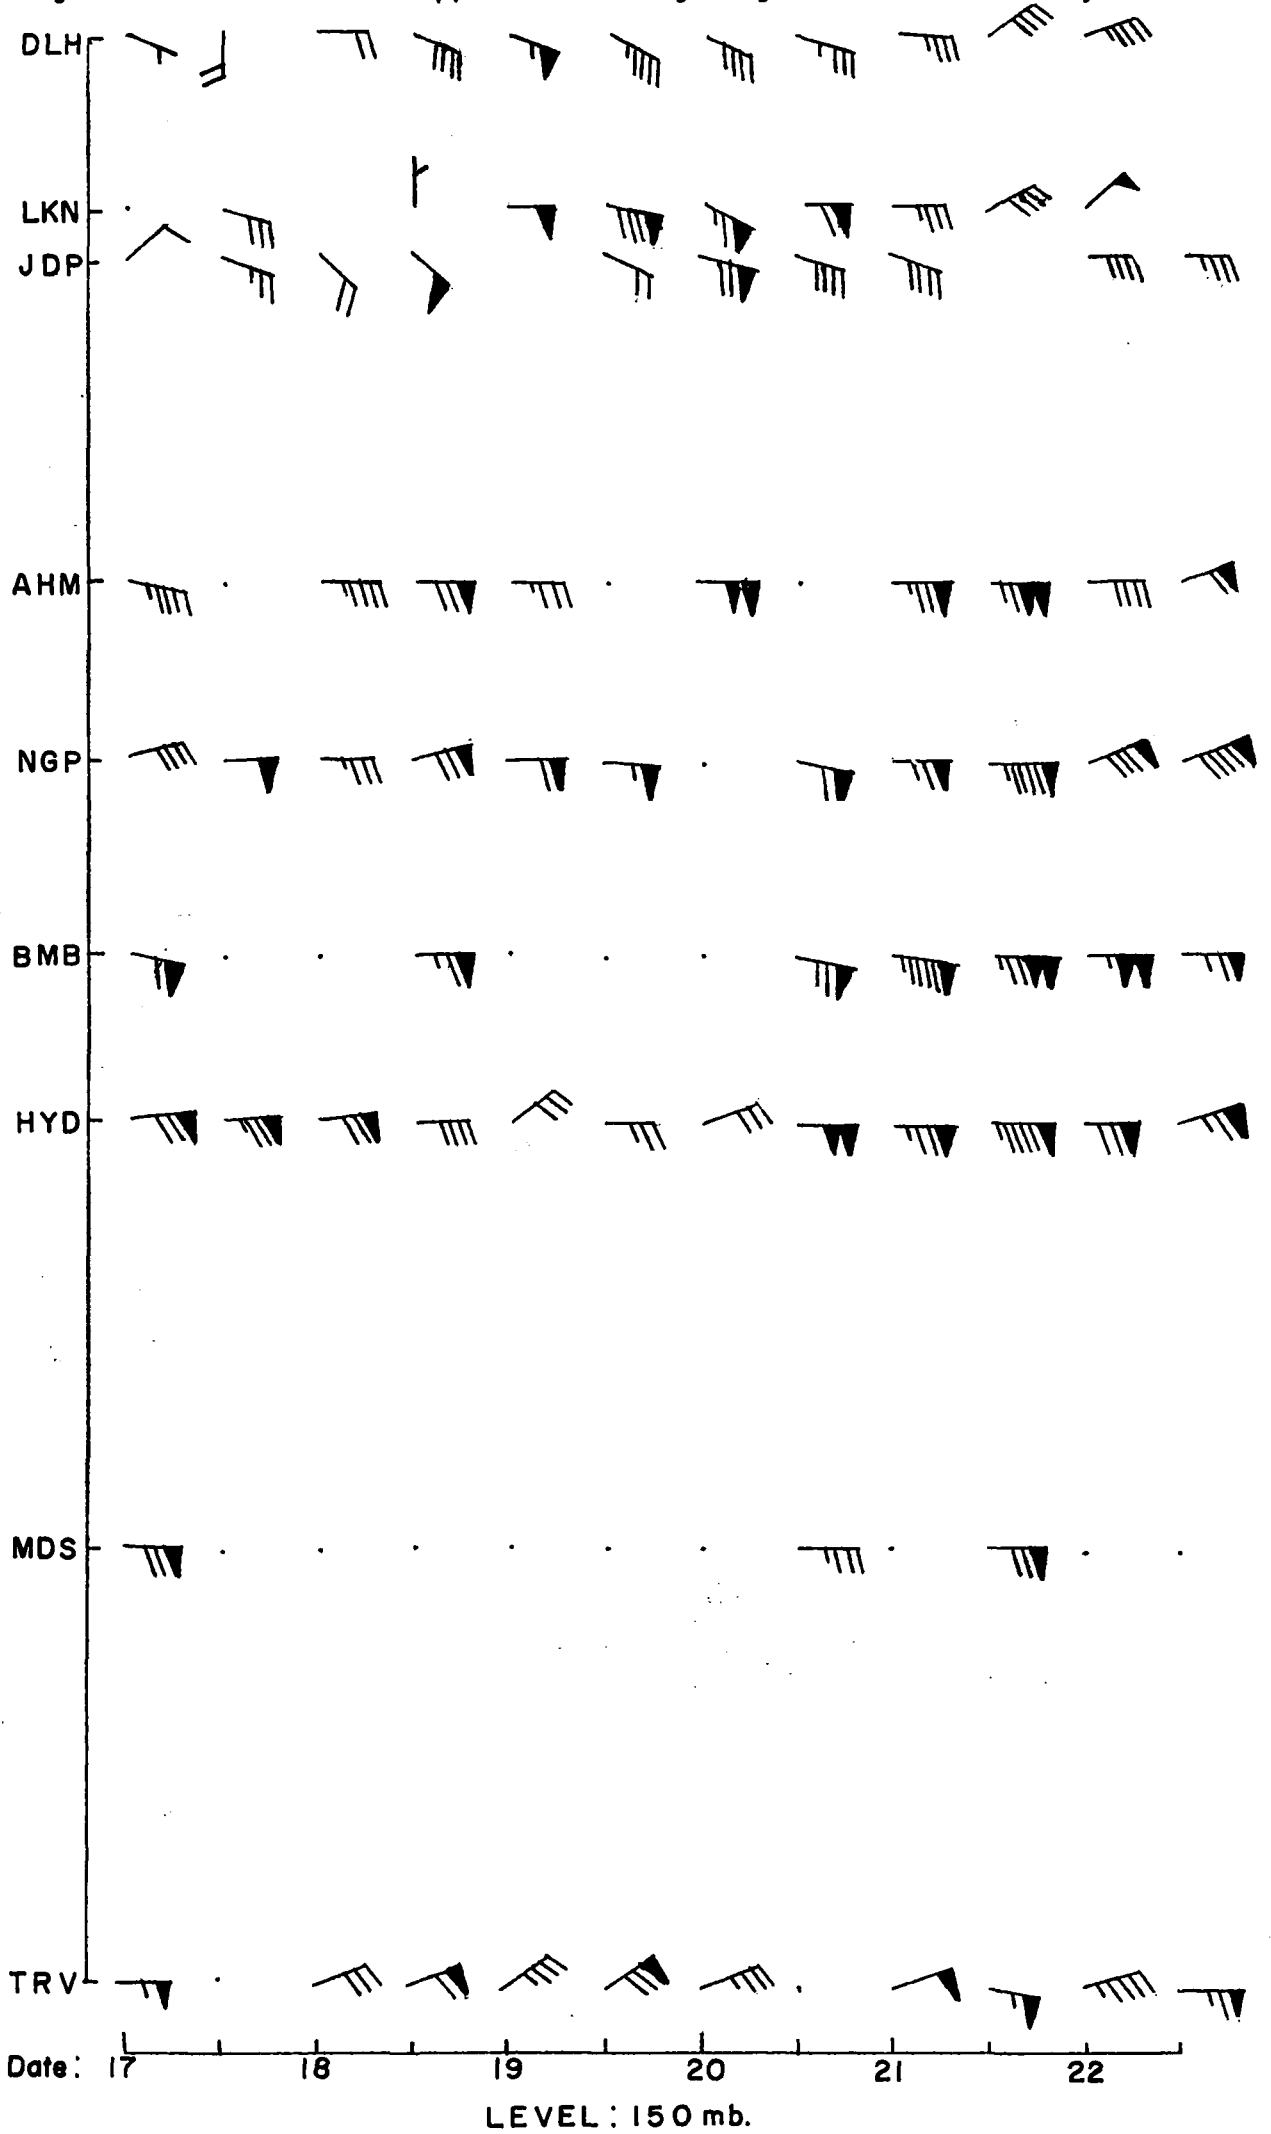 DLH
LKN
JDP
AHM
NGP
BMB
HYD
MDS
TRV
Date: 17 18 19 20 21 22
LEVEL: 150 mb.